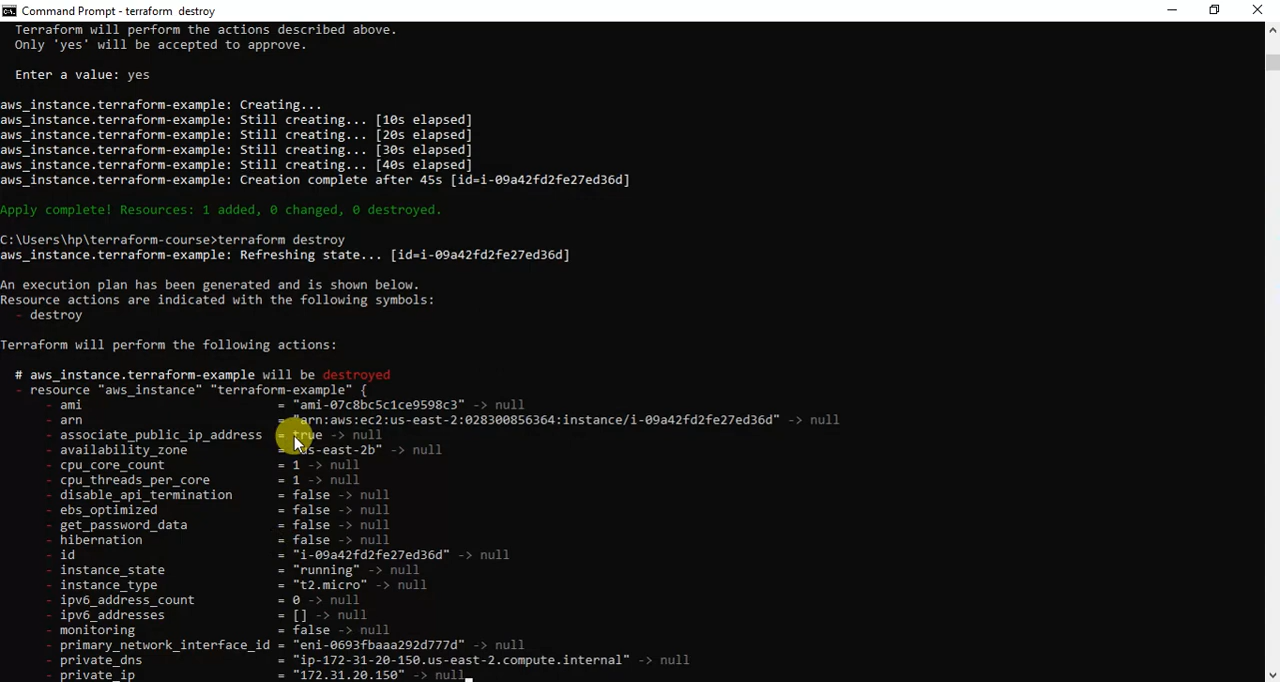 Command Prompt - terraform  destroy
Terraform will perform the actions described above.
Only 'yes' will be accepted to approve.
Enter a value: yes
aws_instance.terraform-example: Creating...
aws_instance.terraform-example: Still creating... [10s elapsed]
aws_instance.terraform-example: Still creating... [20s elapsed]
aws_instance.terraform-example: Still creating... [30s elapsed]
aws_instance.terraform-example: Still creating... [40s elapsed]
aws_instance.terraform-example: Creation complete after 45s [id=i-09a42fd2fe27ed36d]
Apply complete! Resources: 1 added, 0 changed, 0 destroyed.
C:\Users\hp\terraform-course>terraform destroy
aws_instance.terraform-example: Refreshing state... [id=i-09a42fd2fe27ed36d]
An execution plan has been generated and is shown below.
Resource actions are indicated with the following symbols:
- destroy
Terraform will perform the following actions:
# aws_instance.terraform-example will be destroyed
- resource "aws_instance" "terraform-example" {
- ami = "ami-07c8bc5c1ce9598c3" -> null
- arn = "arn:aws:ec2:us-east-2:028300856364:instance/i-09a42fd2fe27ed36d" -> null
- associate_public_ip_address = true -> null
- availability_zone = "us-east-2b" -> null
- cpu_core_count = 1 -> null
- cpu_threads_per_core = 1 -> null
- disable_api_termination = false -> null
- ebs_optimized = false -> null
- get_password_data = false -> null
- hibernation = false -> null
- id = "i-09a42fd2fe27ed36d" -> null
- instance_state = "running" -> null
- instance_type = "t2.micro" -> null
- ipv6_address_count = 0 -> null
- ipv6_addresses = [] -> null
- monitoring = false -> null
- primary_network_interface_id = "eni-0693fbaaa292d777d" -> null
- private_dns = "ip-172-31-20-150.us-east-2.compute.internal" -> null
- private_ip = "172.31.20.150" -> null